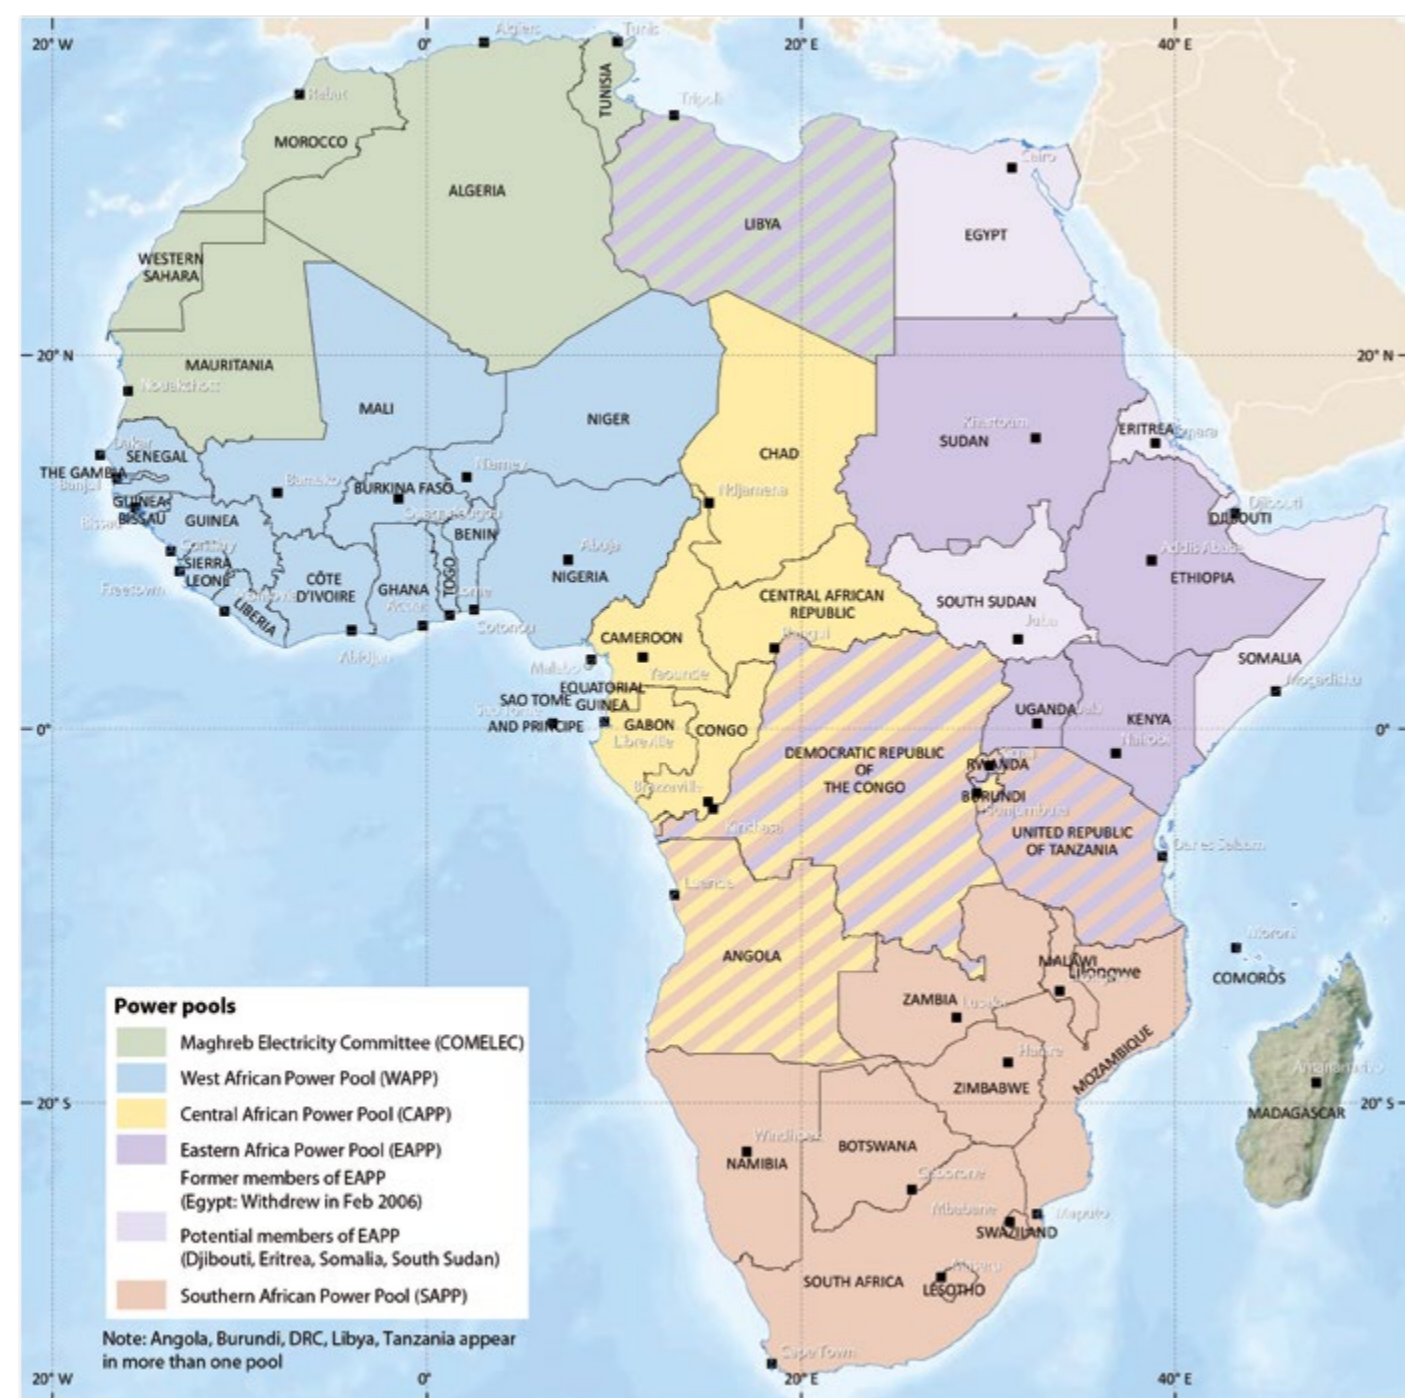 20° W
0°
20° E
40° E
Algiers
Tunis
Rabat
Tripoli
Cairo
TUNISIA
MOROCCO
ALGERIA
LIBYA
EGYPT
WESTERN
SAHARA
20° N
20° N
MAURITANIA
Nouakchott
MALI
NIGER
CHAD
Khartoum
SUDAN
ERITREA
Dakar
SENEGAL
THE GAMBIA
Bamako
Niamey
BURKINA FASO
Ndjamena
Djibouti
DJIBOUTI
GUINEA-
BISSAU
GUINEA
BENIN
Abuja
NIGERIA
Addis Ababa
ETHIOPIA
SIERRA
LEONE
Freetown
LIBERIA
CÔTE
D'IVOIRE
GHANA
TOGO
Abidjan
Cotonou
CENTRAL AFRICAN
REPUBLIC
SOUTH SUDAN
Juba
CAMEROON
Bangui
Yaounde
Malabo
SOMALIA
Mogadishu
EQUATORIAL
GUINEA
SAO TOME
AND PRINCIPE
0°
0°
GABON
Libreville
CONGO
UGANDA
KENYA
Nairobi
DEMOCRATIC REPUBLIC
OF
THE CONGO
RWANDA
BURUNDI
Brazzaville
Kinshasa
UNITED REPUBLIC
OF TANZANIA
Dar es Salaam
ANGOLA
Moroni
COMOROS
MALAWI
Lilongwe
ZAMBIA
Lusaka
Harare
ZIMBABWE
MOZAMBIQUE
MADAGASCAR
20° S
20° S
Windhoek
NAMIBIA
BOTSWANA
Gaborone
Mbabane
Maputo
SWAZILAND
SOUTH AFRICA
Maseru
LESOTHO
Cape Town
Power pools
Maghreb Electricity Committee (COMELEC)
West African Power Pool (WAPP)
Central African Power Pool (CAPP)
Eastern Africa Power Pool (EAPP)
Former members of EAPP
(Egypt: Withdrew in Feb 2006)
Potential members of EAPP
(Djibouti, Eritrea, Somalia, South Sudan)
Southern African Power Pool (SAPP)
Note: Angola, Burundi, DRC, Libya, Tanzania appear
in more than one pool
20° W
0°
20° E
40° E